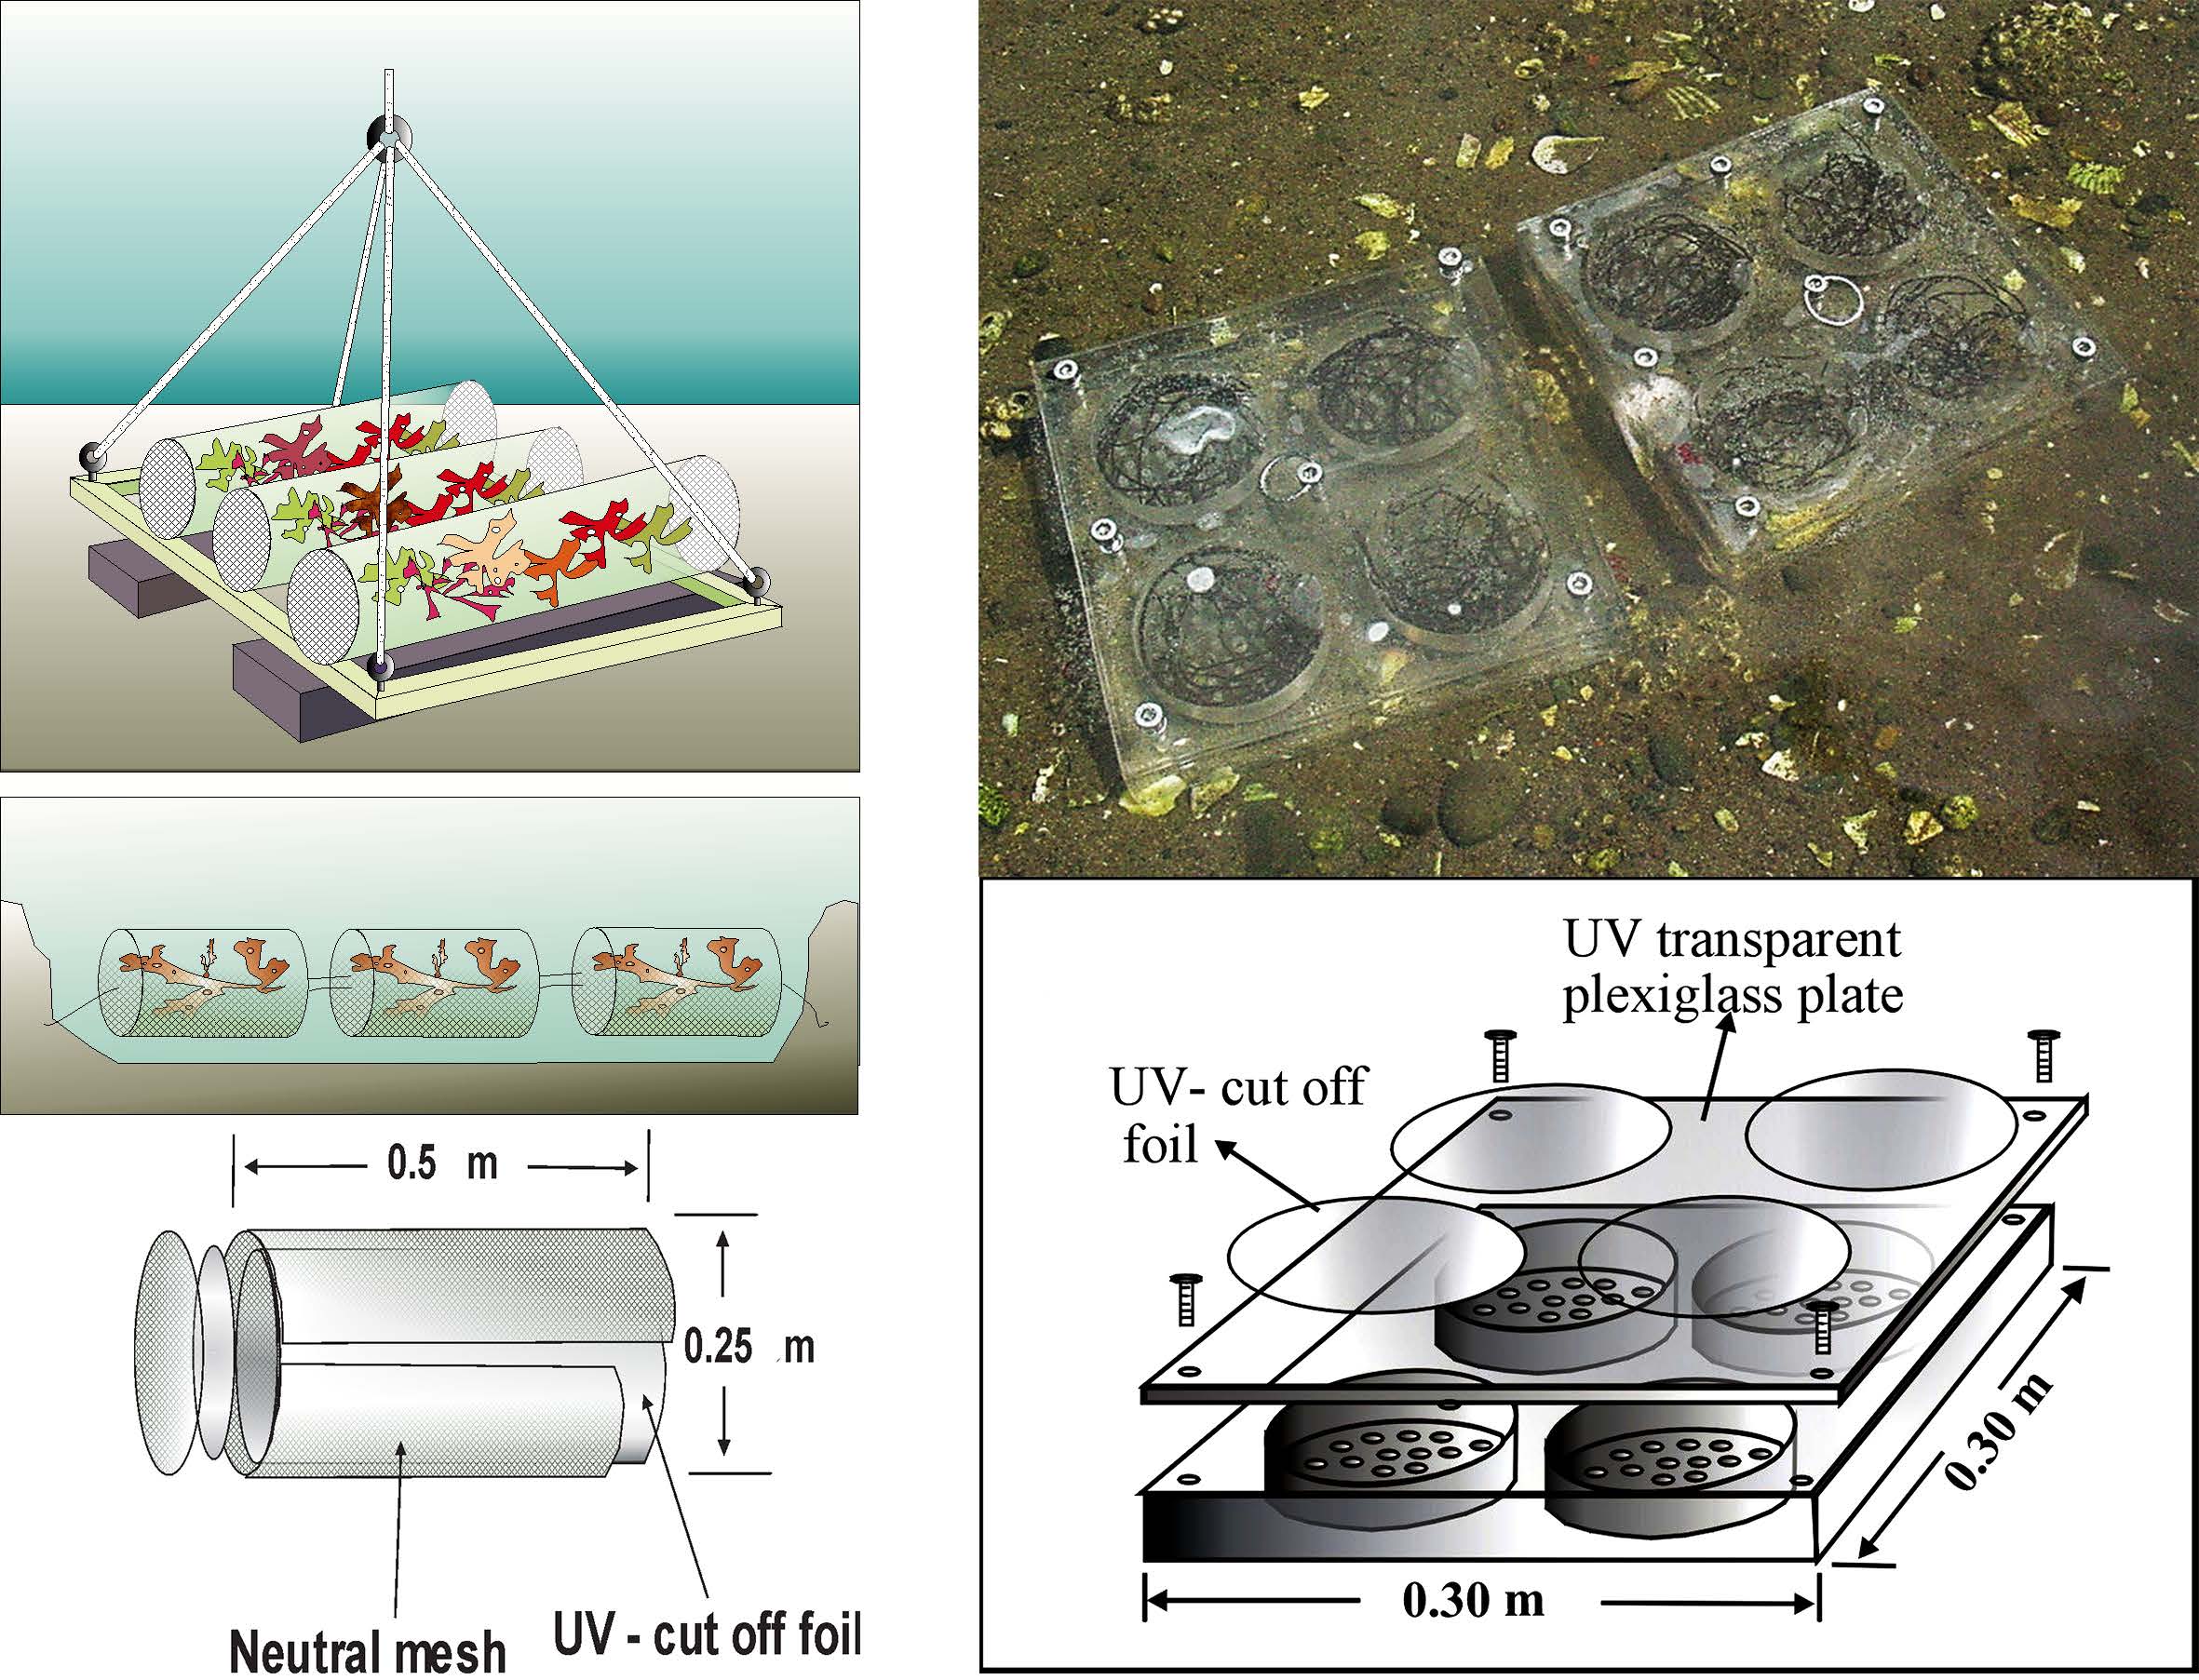 0.5 m
0.25 m
Neutral mesh
UV - cut off foil
UV transparent
plexiglass plate
UV- cut off
foil
0.30 m
0.30 m